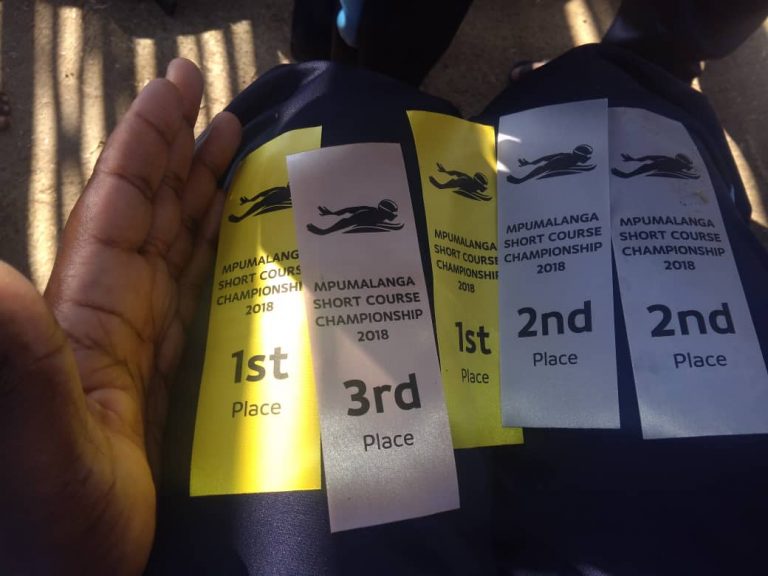 MPUMALANGA
SHORT COURSE
CHAMPIONSHI
2018
1st
Place
MPUMALANGA
SHORT COURSE
CHAMPIONSHIP
2018
3rd
Place
MPUMALANGA
SHORT COURSE
CHAMPIONSHIP
2018
1st
Place
MPUMALANGA
SHORT COURSE
CHAMPIONSHIP
2018
2nd
Place
MPUMALANGA
SHORT COURSE
CHAMPIONSHIP
2018
2nd
Place